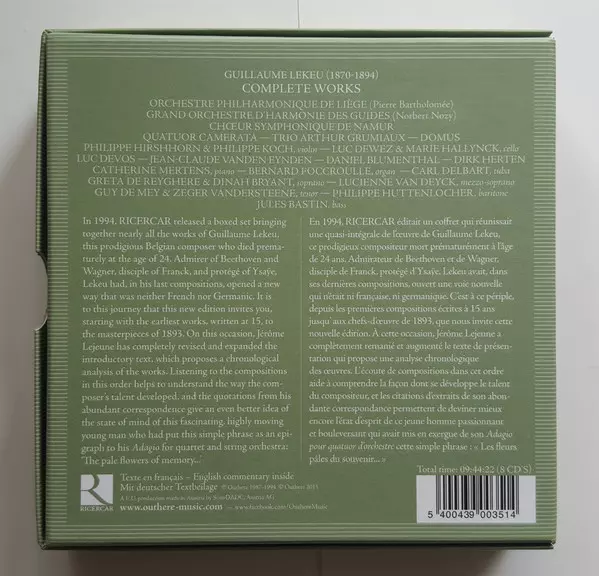 GUILLAUME LEKEU (1870-1894)
COMPLETE WORKS
ORCHESTRE PHILHARMONIQUE DE LIÈGE (Pierre Bartholomée)
GRAND ORCHESTRE D'HARMONIE DES GUIDES (Norbert Nozy)
CHŒUR SYMPHONIQUE DE NAMUR
QUATUOR CAMERATA — TRIO ARTHUR GRUMIAUX — DOMUS
PHILIPPE HIRSHHORN & PHILIPPE KOCH, violin — LUC DEWEZ & MARIE HALLYNCK, cello
LUC DEVOS — JEAN-CLAUDE VANDEN EYNDEN — DANIEL BLUMENTHAL — DIRK HERTEN
CATHERINE MERTENS, piano — BERNARD FOCCROULLE, organ — CARL DELBART, tuba
GRETA DE REYGHERE & DINAH BRYANT, soprano — LUCIENNE VAN DEYCK, mezzo-soprano
GUY DE MEY & ZEGER VANDERSTEENE, tenor — PHILIPPE HUTTENLOCHER, baritone
JULES BASTIN, bass
In 1994, RICERCAR released a boxed set bringing
together nearly all the works of Guillaume Lekeu,
this prodigious Belgian composer who died prema-
turely at the age of 24. Admirer of Beethoven and
Wagner, disciple of Franck, and protégé of Ysaÿe,
Lekeu had, in his last compositions, opened a new
way that was neither French nor Germanic. It is
to this journey that this new edition invites you,
starting with the earliest works, written at 15, to
the masterpieces of 1893. On this occasion, Jérôme
Lejeune has completely revised and expanded the
introductory text, which proposes a chronological
analysis of the works. Listening to the compositions
in this order helps to understand the way the com-
poser's talent developed, and the quotations from his
abundant correspondence give an even better idea of
the state of mind of this fascinating, highly moving
young man who had put this simple phrase as an epi-
graph to his Adagio for quartet and string orchestra:
'The pale flowers of memory...'
En 1994, RICERCAR éditait un coffret qui réunissait
une quasi-intégrale de l'œuvre de Guillaume Lekeu,
ce prodigieux compositeur mort prématurément à l'âge
de 24 ans. Admirateur de Beethoven et de Wagner,
disciple de Franck, protégé d'Ysaÿe, Lekeu avait, dans
ses dernières compositions, ouvert une voie nouvelle
qui n'était ni française, ni germanique. C'est à ce périple,
depuis les premières compositions écrites à 15 ans
jusqu'aux chefs-d'œuvre de 1893, que nous invite cette
nouvelle édition. À cette occasion, Jérôme Lejeune a
complètement remanié et augmenté le texte de présen-
tation qui propose une analyse chronologique
des œuvres. L'écoute de compositions dans cet ordre
aide à comprendre la façon dont se développe le talent
du compositeur, et les citations d'extraits de son abon-
dante correspondance permettent de deviner mieux
encore l'état d'esprit de ce jeune homme passionnant
et bouleversant qui avait mis en exergue de son Adagio
pour quatuor d'orchestre cette simple phrase : « Les fleurs
pâles du souvenir... »
Total time: 09:44:22 (8 CD'S)
RICERCAR
Texte en français – English commentary inside
Mit deutscher Textbeilage ℗ Outhere 1987-1994 © Outhere 2015
www.outhere-music.com www.facebook.com/OuthereMusic
5 400439 003514